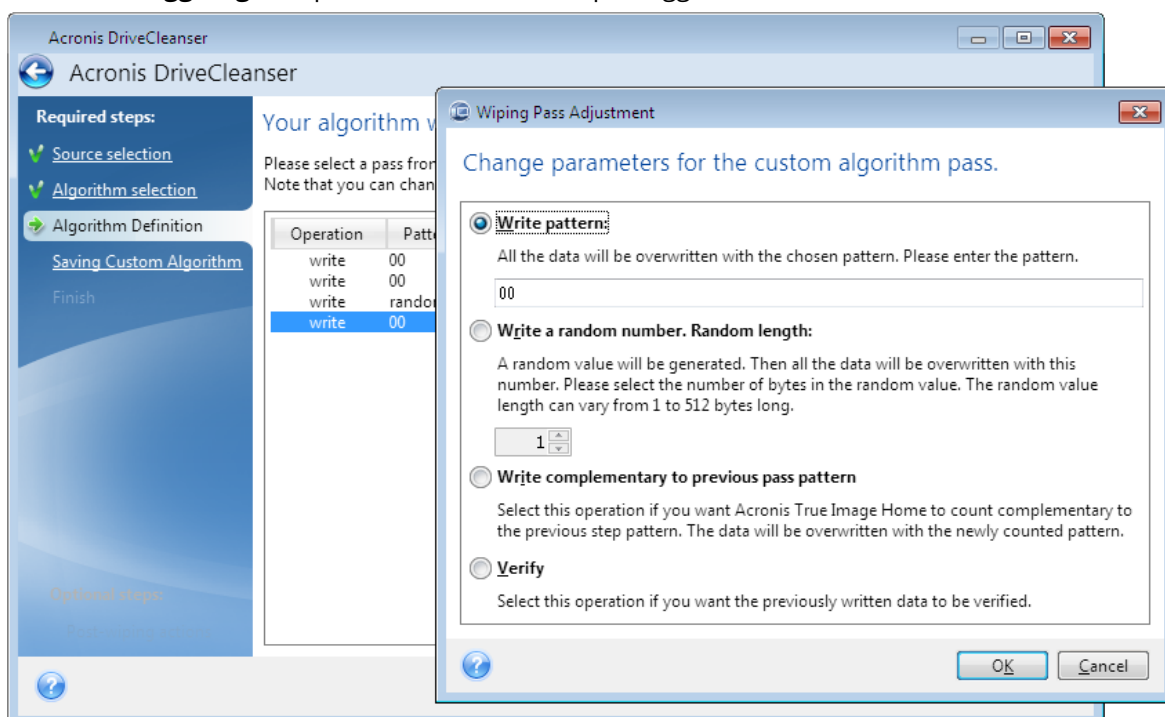 Acronis DriveCleanser
Acronis DriveCleanser
Required steps:
Source selection
Algorithm selection
Algorithm Definition
Saving Custom Algorithm
Finish
Your algorithm
Please select a pass from
Note that you can chan
Operation Patt
write 00
write 00
write rando
write 00
Wiping Pass Adjustment
Change parameters for the custom algorithm pass.
Write pattern:
All the data will be overwritten with the chosen pattern. Please enter the pattern.
00
Write a random number. Random length:
A random value will be generated. Then all the data will be overwritten with this
number. Please select the number of bytes in the random value. The random value
length can vary from 1 to 512 bytes long.
1
Write complementary to previous pass pattern
Select this operation if you want Acronis True Image Home to count complementary to
the previous step pattern. The data will be overwritten with the newly counted pattern.
Verify
Select this operation if you want the previously written data to be verified.
OK Cancel
Optional steps: